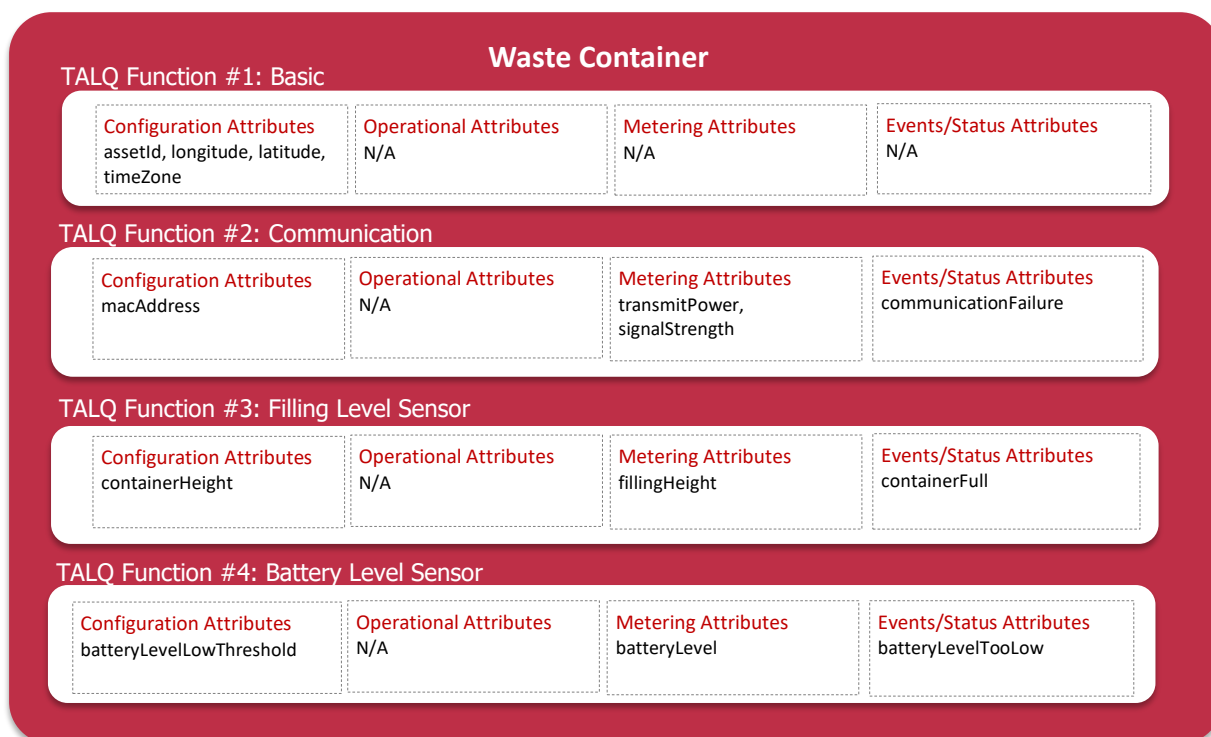 Waste Container
TALQ Function #1: Basic
Configuration Attributes
assetId, longitude, latitude,
timeZone
Operational Attributes
N/A
Metering Attributes
N/A
Events/Status Attributes
N/A
TALQ Function #2: Communication
Configuration Attributes
macAddress
Operational Attributes
N/A
Metering Attributes
transmitPower,
signalStrength
Events/Status Attributes
communicationFailure
TALQ Function #3: Filling Level Sensor
Configuration Attributes
containerHeight
Operational Attributes
N/A
Metering Attributes
fillingHeight
Events/Status Attributes
containerFull
TALQ Function #4: Battery Level Sensor
Configuration Attributes
batteryLevelLowThreshold
Operational Attributes
N/A
Metering Attributes
batteryLevel
Events/Status Attributes
batteryLevelTooLow